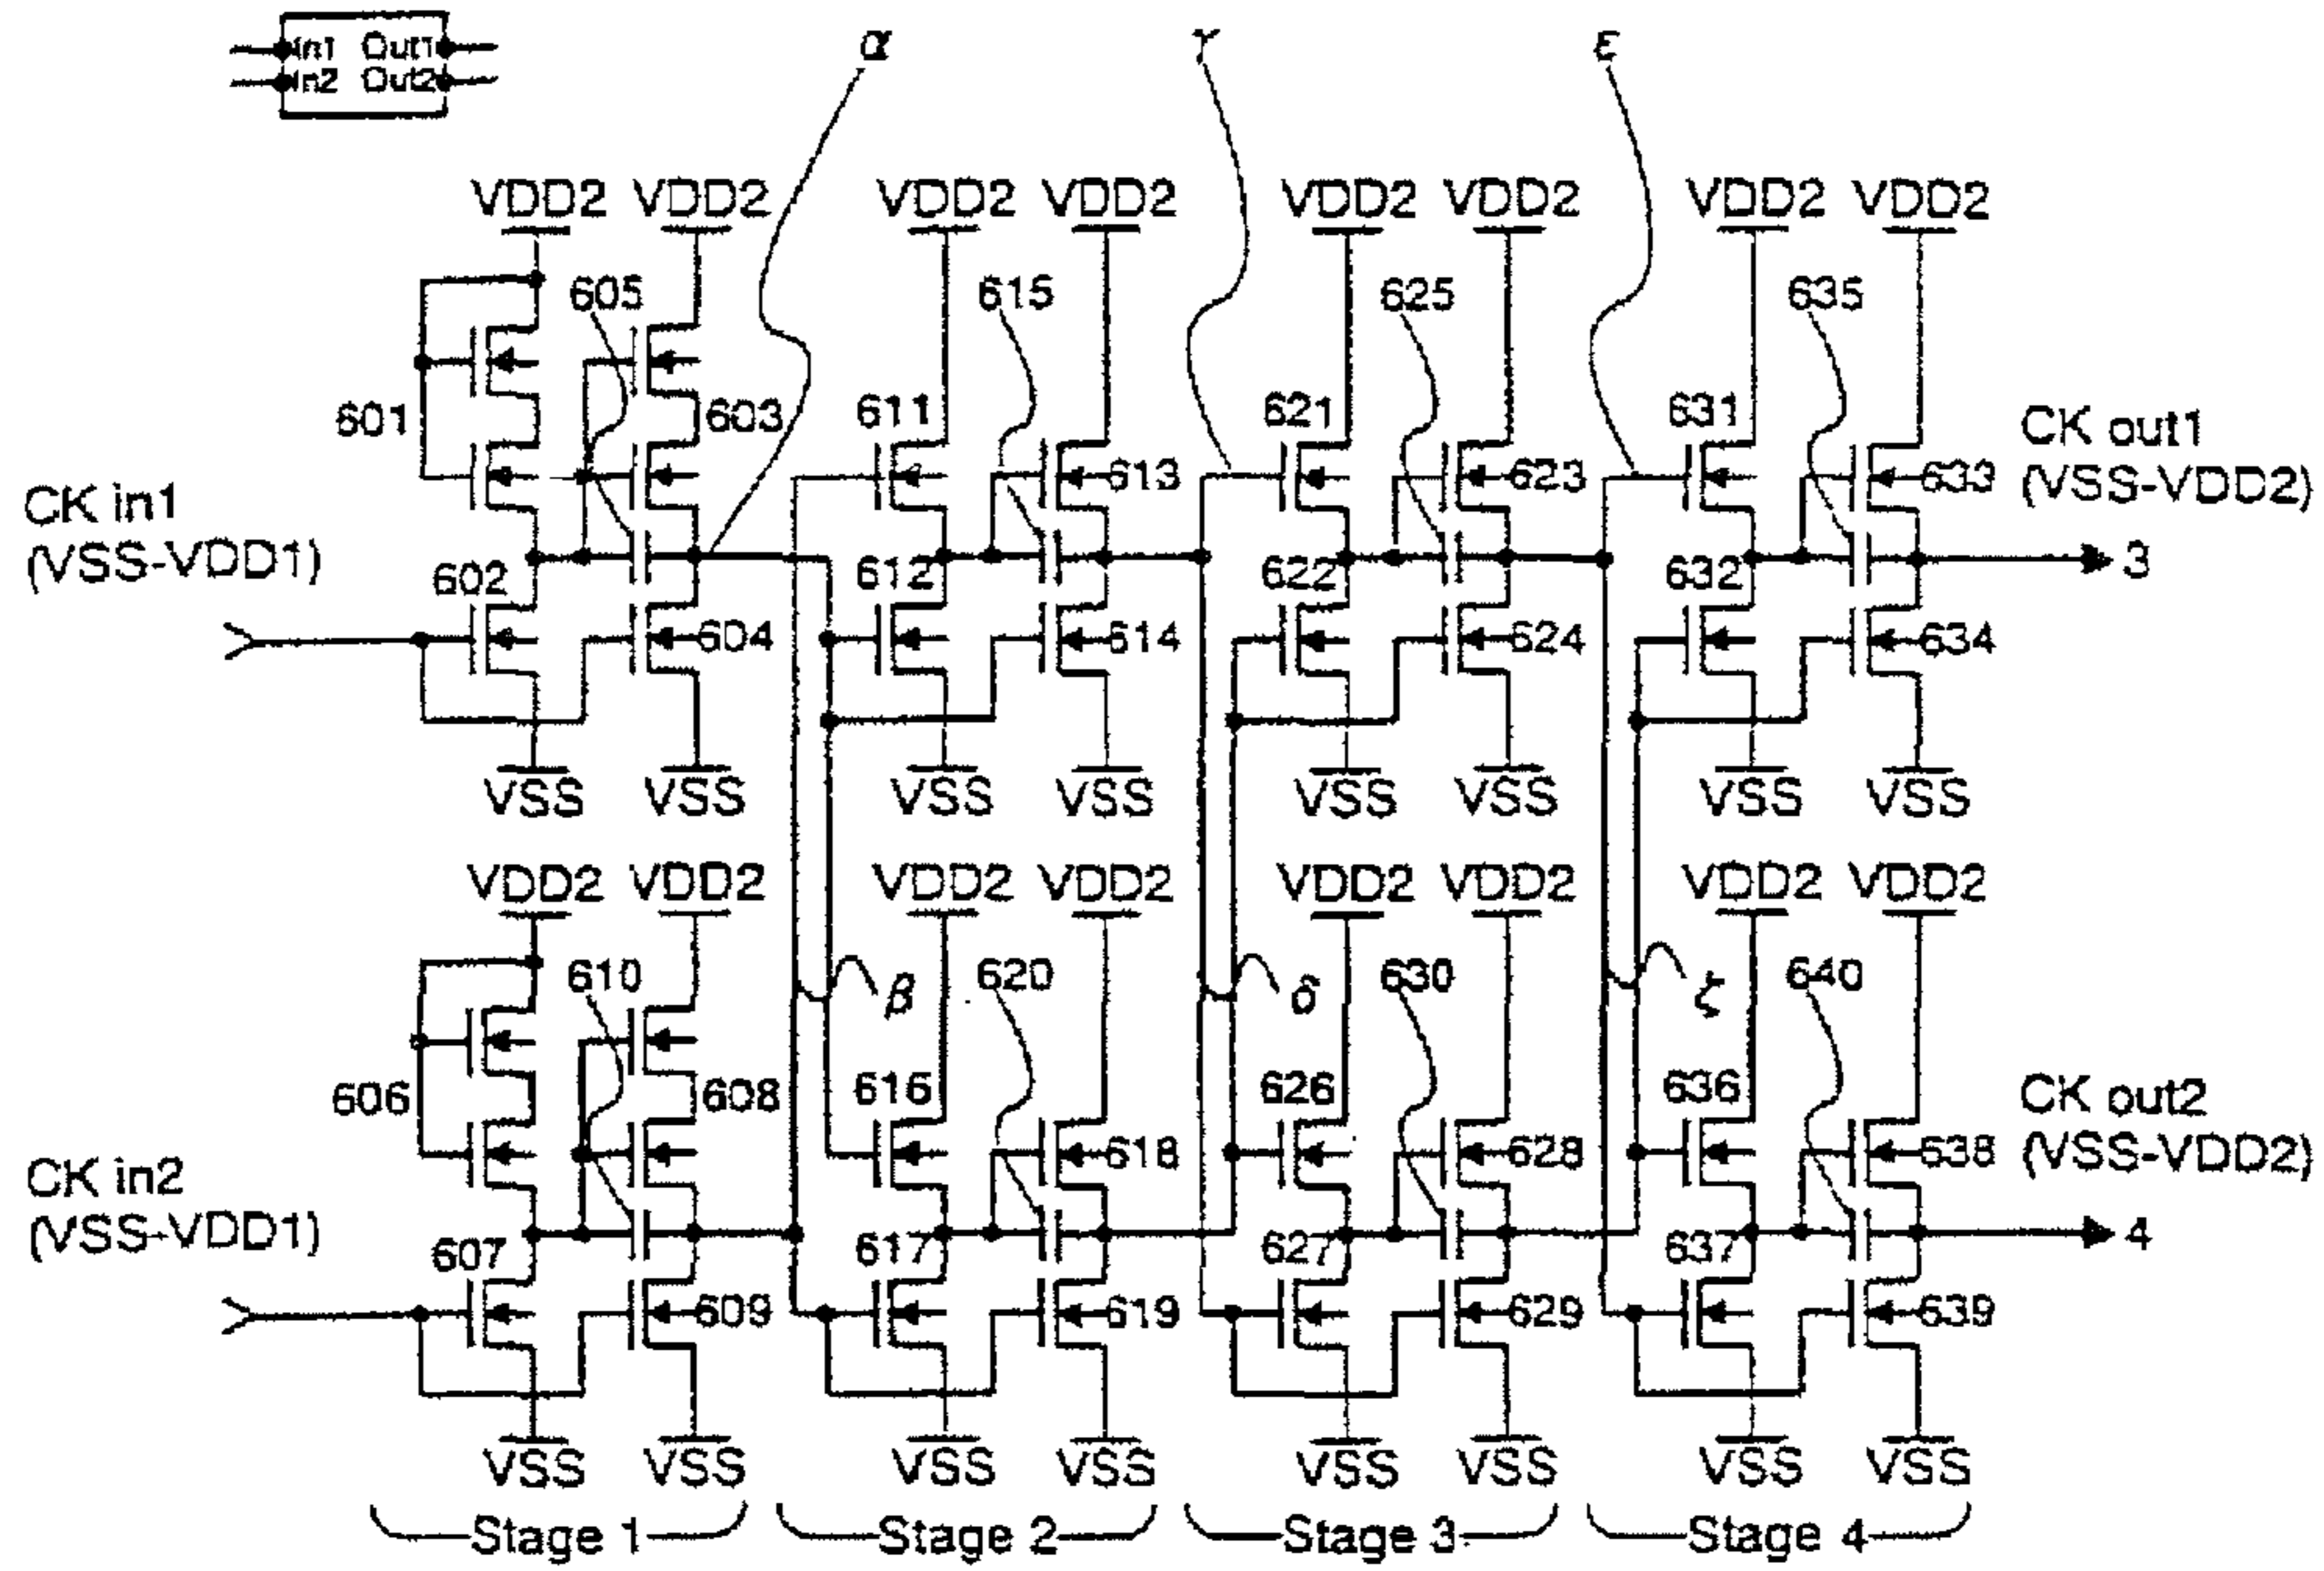 In1 Out1
In2 Out2
α γ ε
VDD2 VDD2 VDD2 VDD2 VDD2 VDD2 VDD2 VDD2
605 615 625 635
601 603 611 621 631
CK in1
(VSS-VDD1)
613 623 633
CK out1
(VSS-VDD2)
602 612 622 632
3
604 614 624 634
VSS VSS VSS VSS VSS VSS VSS VSS
VDD2 VDD2 VDD2 VDD2 VDD2 VDD2 VDD2 VDD2
610 β 620 δ 630 ζ 640
606 608 616 626 636
CK in2
(VSS-VDD1)
618 628 638
CK out2
(VSS-VDD2)
607 617 627 637
4
609 619 629 639
VSS VSS VSS VSS VSS VSS VSS VSS
Stage 1 Stage 2 Stage 3 Stage 4